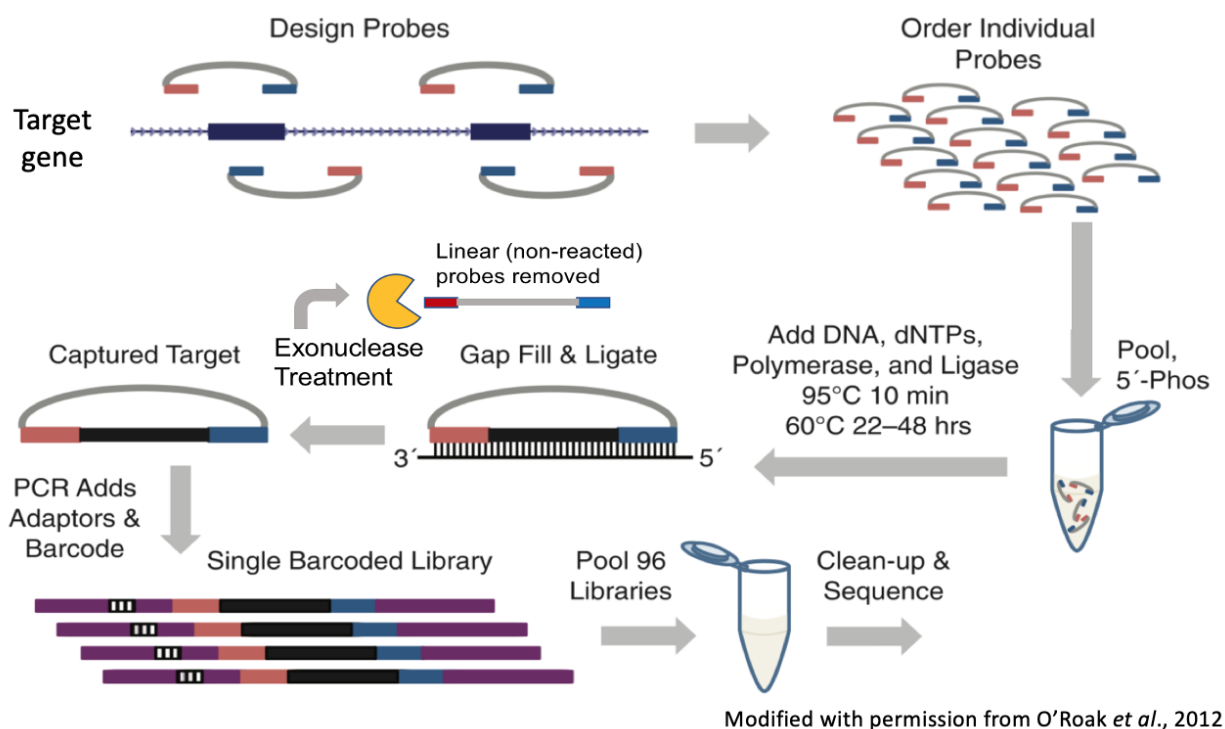 Design Probes
Order Individual
Probes
Target
gene
Linear (non-reacted)
probes removed
Exonuclease
Treatment
Captured Target
Gap Fill & Ligate
Add DNA, dNTPs,
Polymerase, and Ligase
95°C 10 min
60°C 22–48 hrs
Pool,
5′-Phos
3′
5′
PCR Adds
Adaptors &
Barcode
Single Barcoded Library
Pool 96
Libraries
Clean-up &
Sequence
Modified with permission from O’Roak et al., 2012